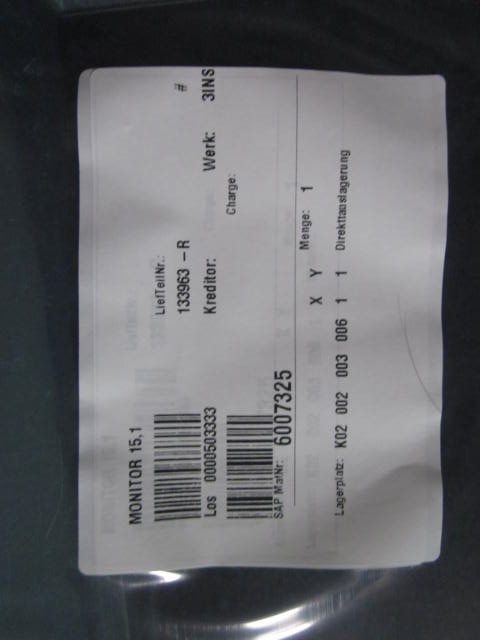 MONITOR 15,1
LiefTeilNr.: #
133963 – R
Los 0000503333 Kreditor: Werk: 3INS
Charge:
SAP MatNr: 6007325
X Y Menge: 1
Lagerplatz: K02 002 003 006 1 1 Direkttauslagerung